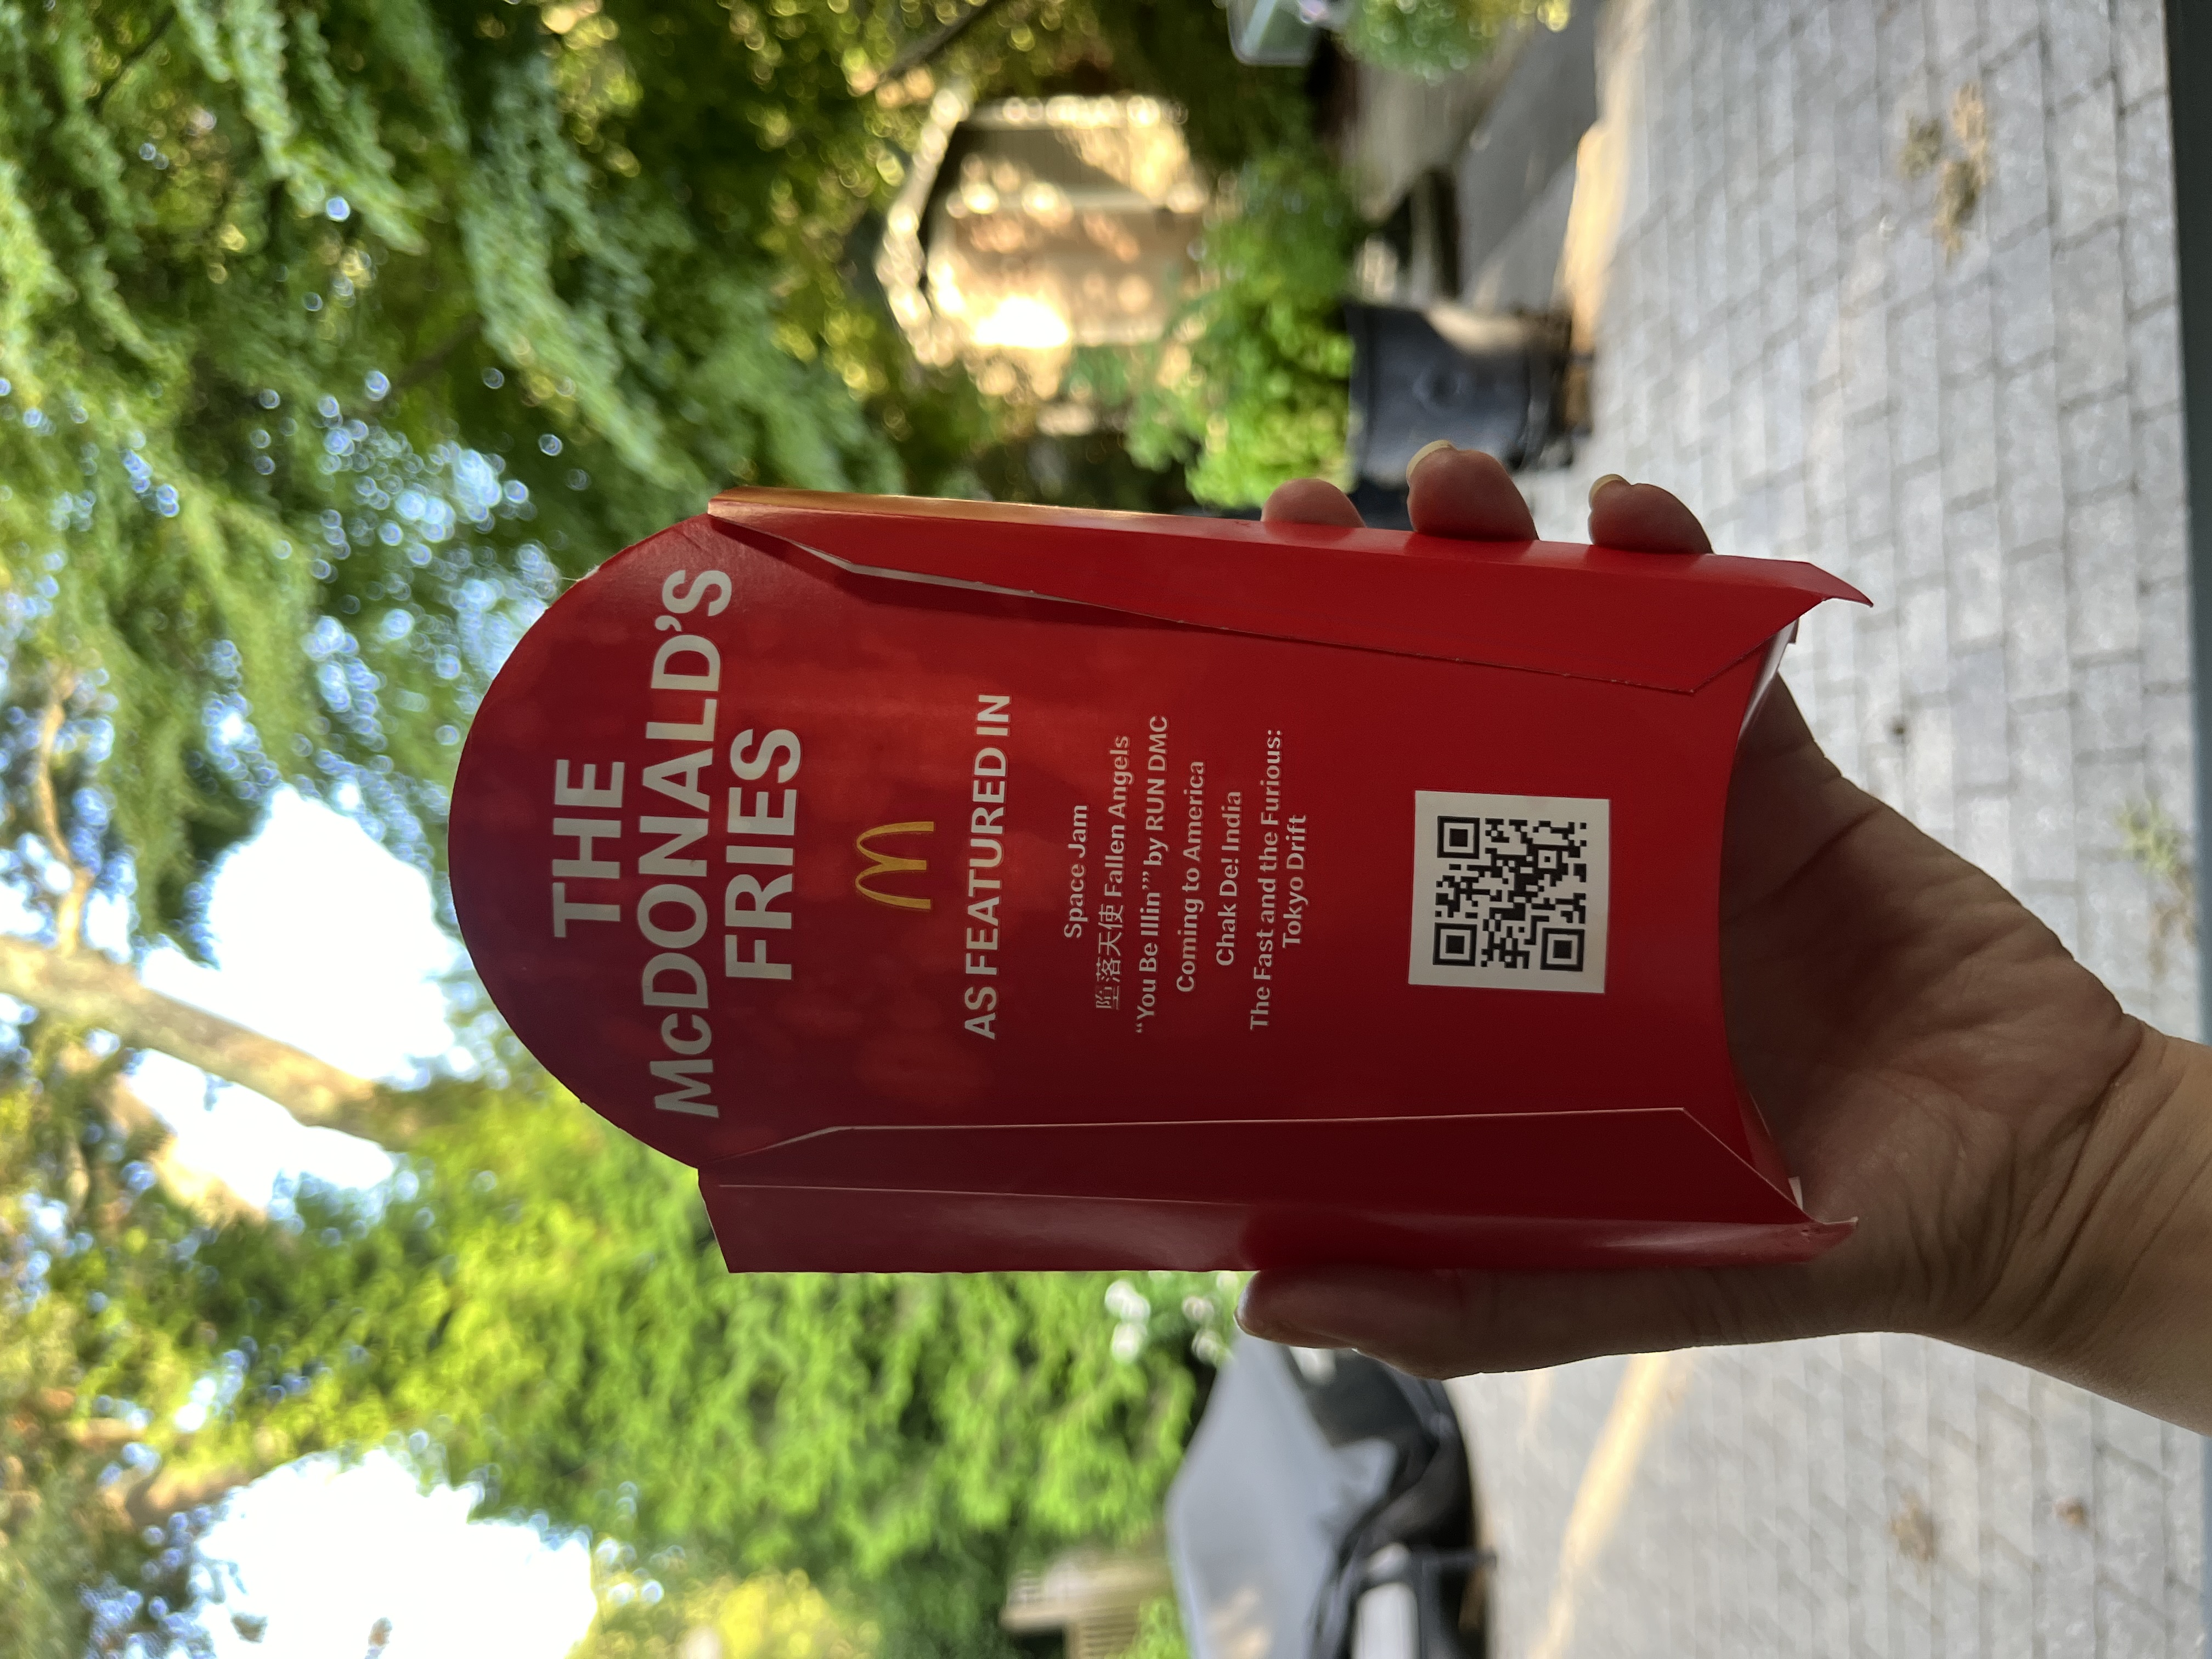 THE
McDONALD'S
FRIES
AS FEATURED IN
Space Jam
堕落天使 Fallen Angels
“You Be Illin’” by RUN DMC
Coming to America
Chak De! India
The Fast and the Furious:
Tokyo Drift